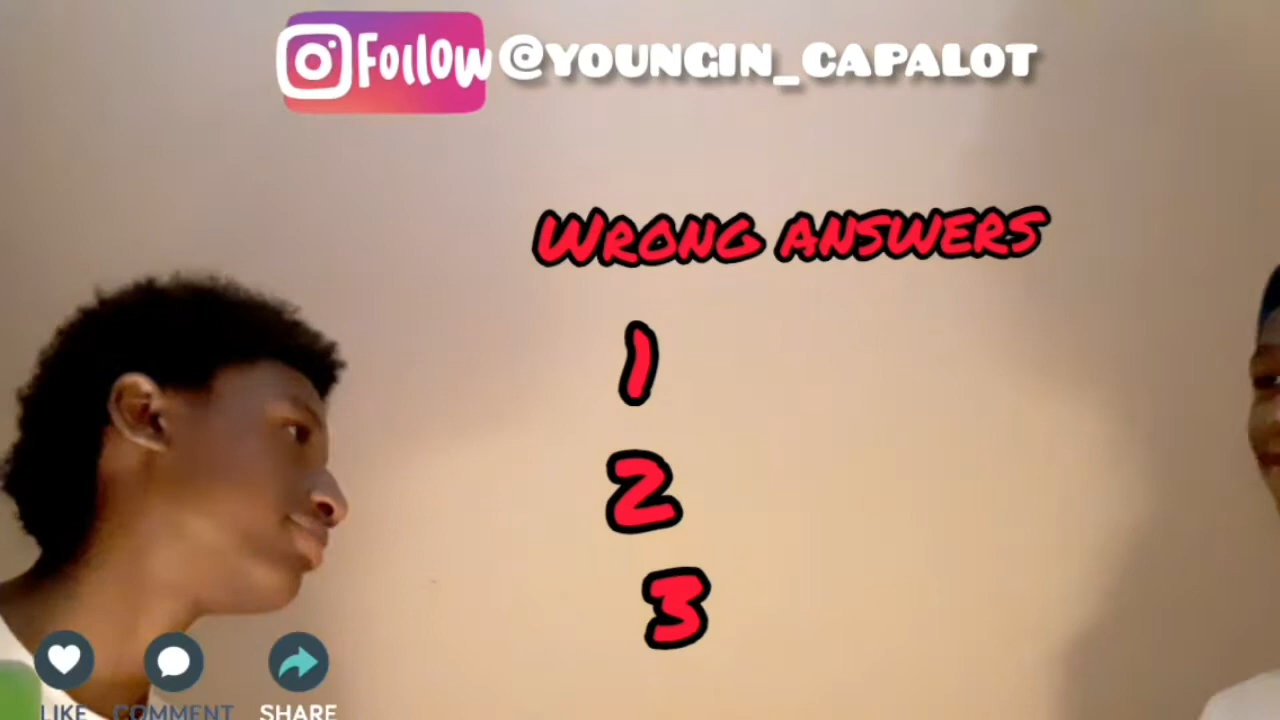 Follow @YOUNGIN_CAPALOT
WRONG ANSWERS
1
2
3
LIKE COMMENT SHARE